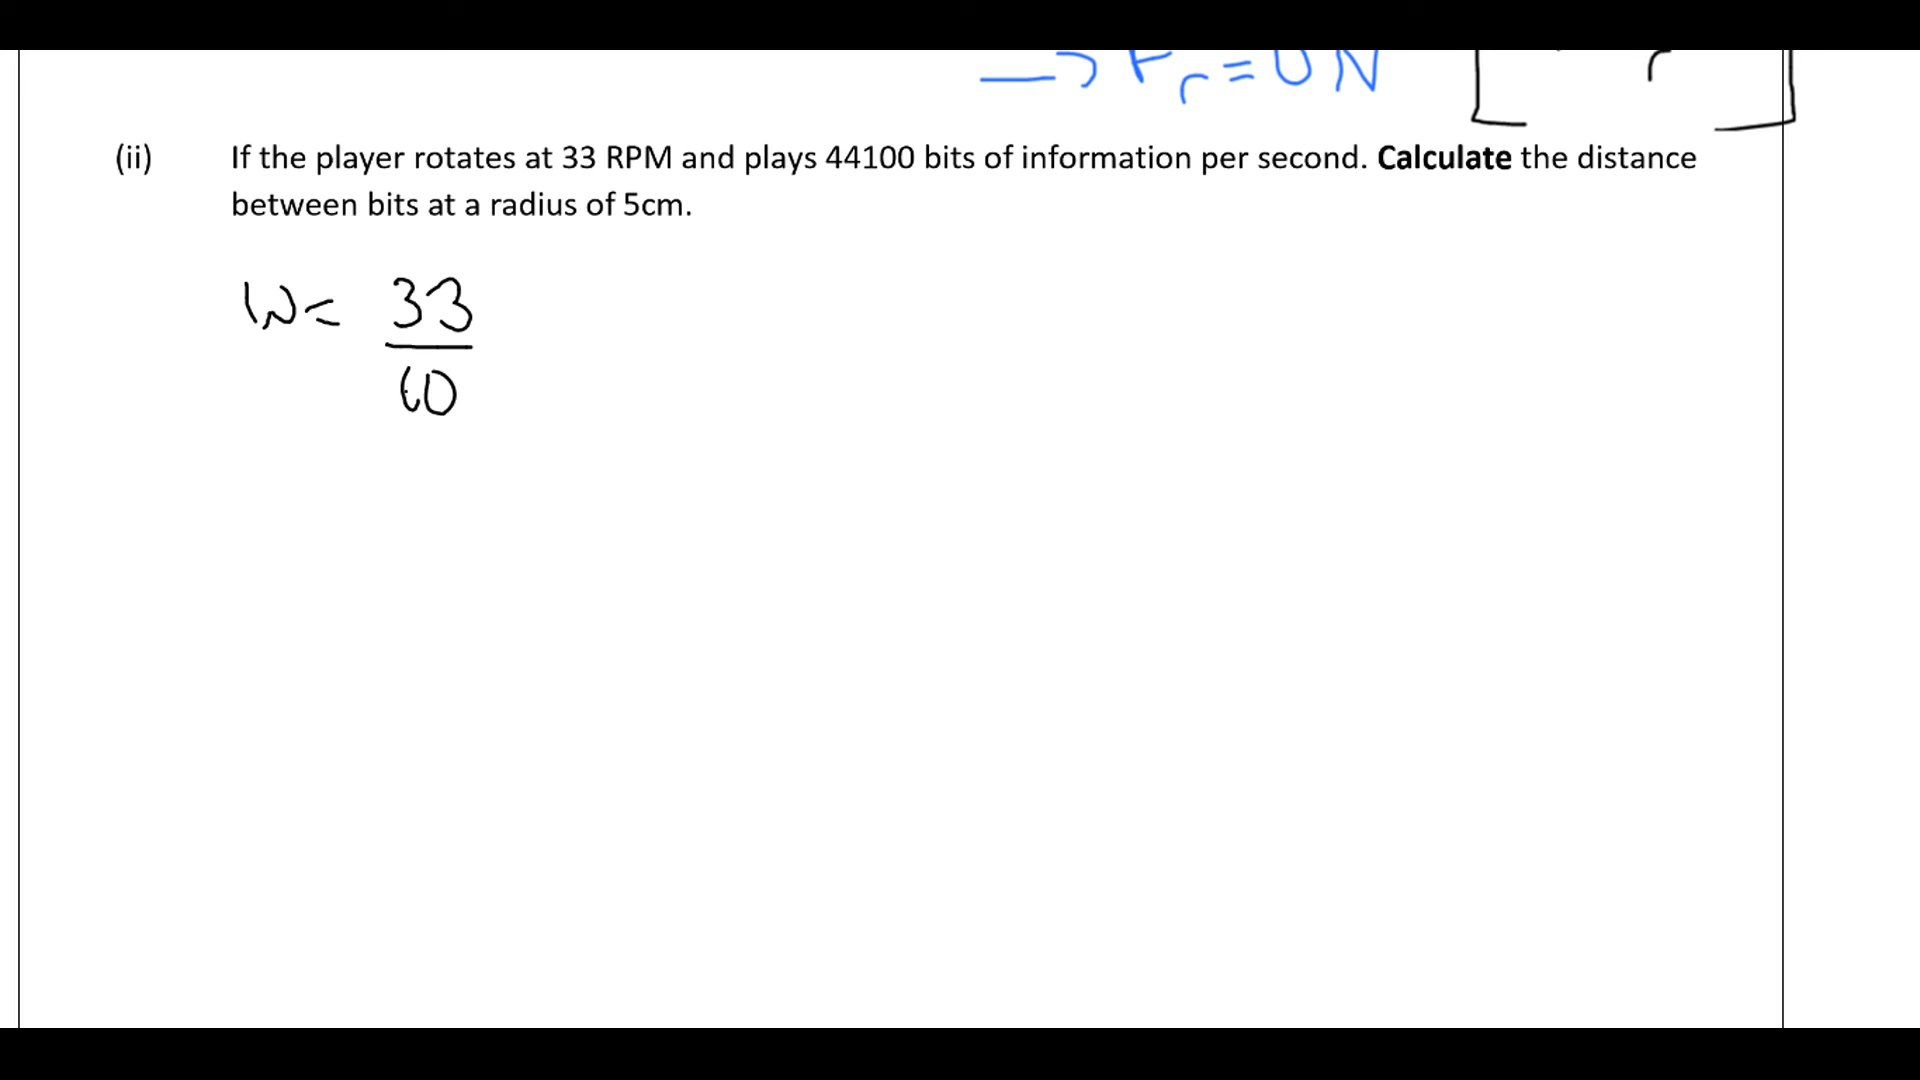 → Fr = 0N r
(ii) If the player rotates at 33 RPM and plays 44100 bits of information per second. Calculate the distance
between bits at a radius of 5cm.
W = 33
60